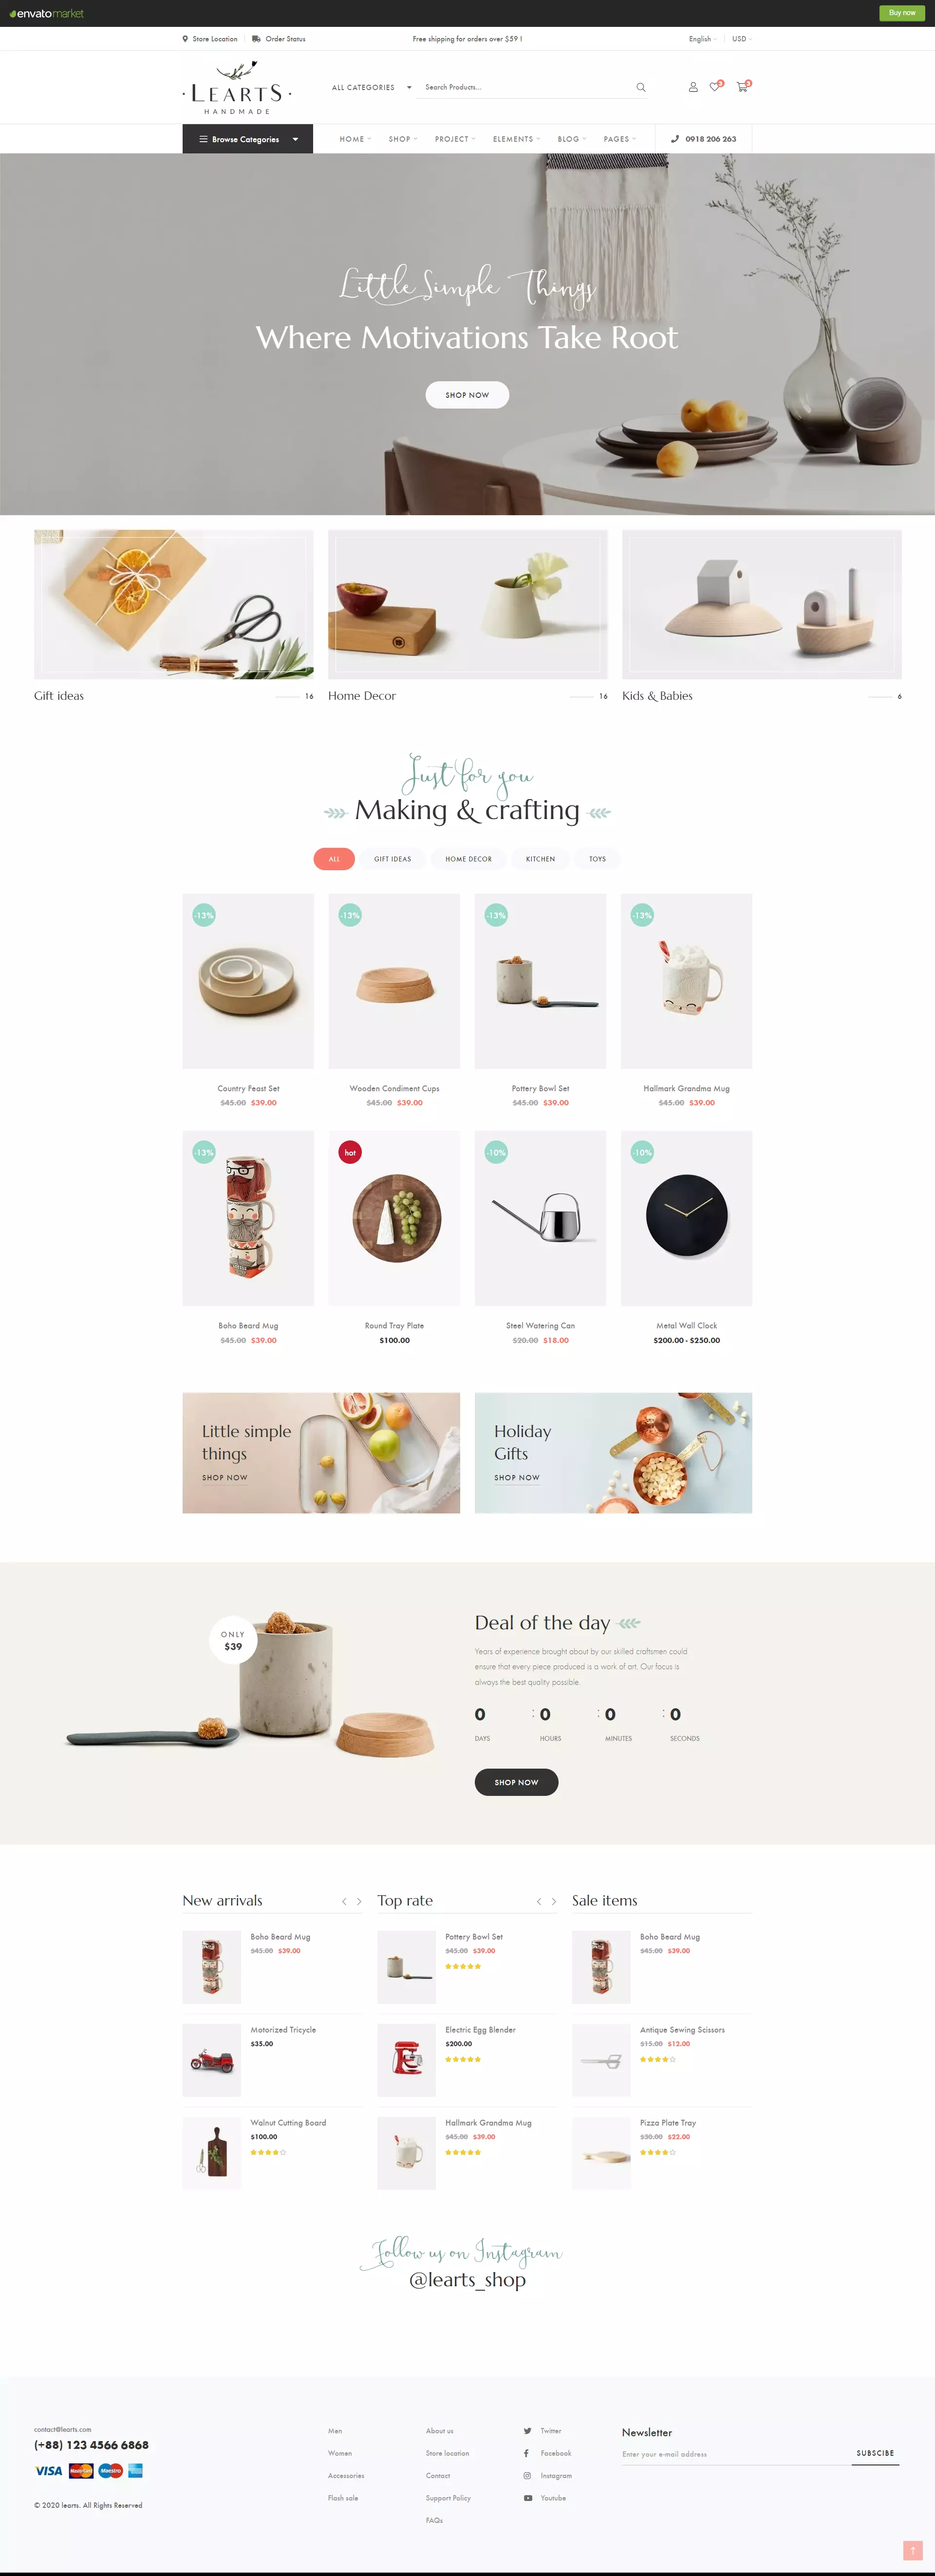 envatomarket
Buy now
Store Location
Order Status
Free shipping for orders over $59 !
English
USD
LEARTS
HANDMADE
ALL CATEGORIES
Search Products...
3
3
Browse Categories
HOME
SHOP
PROJECT
ELEMENTS
BLOG
PAGES
0918 206 263
Little Simple Things
Where Motivations Take Root
SHOP NOW
Gift ideas
16
Home Decor
16
Kids & Babies
6
Just for you
Making & crafting
ALL
GIFT IDEAS
HOME DECOR
KITCHEN
TOYS
-13%
-13%
-13%
-13%
Country Feast Set
Wooden Condiment Cups
Pottery Bowl Set
Hallmark Grandma Mug
$45.00 $39.00
$45.00 $39.00
$45.00 $39.00
$45.00 $39.00
-13%
hot
-10%
-10%
Boho Beard Mug
Round Tray Plate
Steel Watering Can
Metal Wall Clock
$45.00 $39.00
$100.00
$20.00 $18.00
$200.00 - $250.00
Little simple
things
SHOP NOW
Holiday
Gifts
SHOP NOW
ONLY
$39
Deal of the day
Years of experience brought about by our skilled craftsmen could
ensure that every piece produced is a work of art. Our focus is
always the best quality possible.
0 : 0 : 0 : 0
DAYS HOURS MINUTES SECONDS
SHOP NOW
New arrivals
Boho Beard Mug
$45.00 $39.00
Motorized Tricycle
$35.00
Walnut Cutting Board
$100.00
Top rate
Pottery Bowl Set
$45.00 $39.00
Electric Egg Blender
$200.00
Hallmark Grandma Mug
$45.00 $39.00
Sale items
Boho Beard Mug
$45.00 $39.00
Antique Sewing Scissors
$15.00 $12.00
Pizza Plate Tray
$30.00 $22.00
Follow us on Instagram
@learts_shop
contact@learts.com
(+88) 123 4566 6868
VISA
MasterCard
Maestro
© 2020 learts. All Rights Reserved
Men
Women
Accessories
Flash sale
About us
Store location
Contact
Support Policy
FAQs
Twitter
Facebook
Instagram
Youtube
Newsletter
Enter your e-mail address
SUBSCIBE